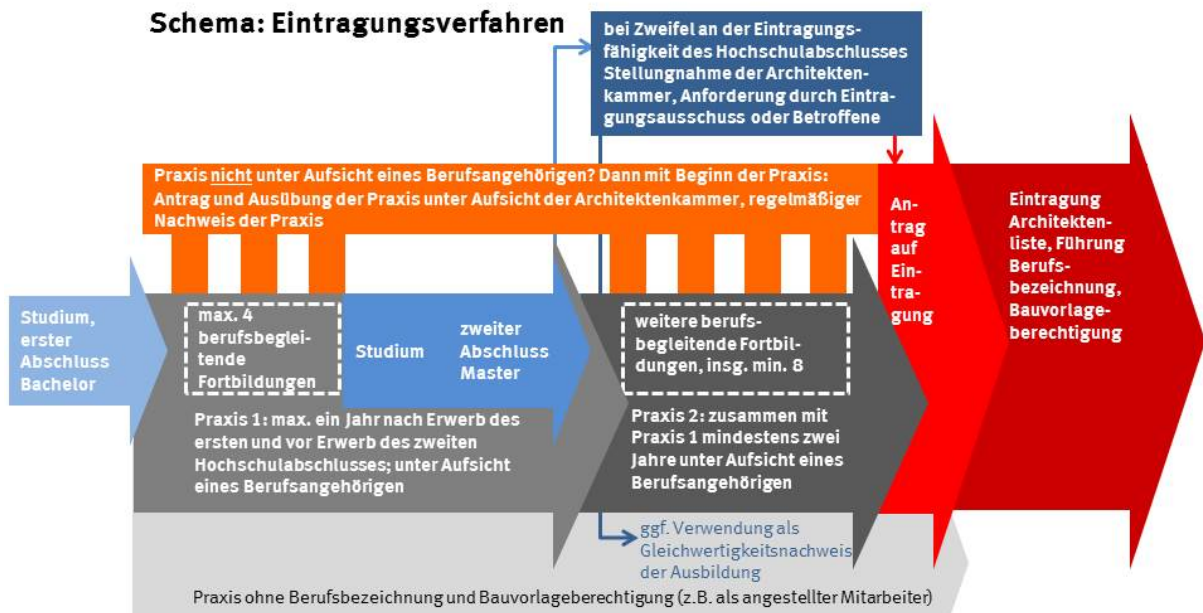 Schema: Eintragungsverfahren
bei Zweifel an der Eintragungs-
fähigkeit des Hochschulabschlusses
Stellungnahme der Architekten-
kammer, Anforderung durch Eintra-
gungsausschuss oder Betroffene
Praxis nicht unter Aufsicht eines Berufsangehörigen? Dann mit Beginn der Praxis:
Antrag und Ausübung der Praxis unter Aufsicht der Architektenkammer, regelmäßiger
Nachweis der Praxis
Studium,
erster
Abschluss
Bachelor
max. 4
berufsbeglei-
tende
Fortbildungen
Studium
zweiter
Abschluss
Master
weitere berufs-
begleitende Fortbil-
dungen, insg. min. 8
An-
trag
auf
Ein-
tra-
gung
Eintragung
Architekten-
liste, Führung
Berufs-
bezeichnung,
Bauvorlage-
berechtigung
Praxis 1: max. ein Jahr nach Erwerb des
ersten und vor Erwerb des zweiten
Hochschulabschlusses; unter Aufsicht
eines Berufsangehörigen
Praxis 2: zusammen mit
Praxis 1 mindestens zwei
Jahre unter Aufsicht eines
Berufsangehörigen
ggf. Verwendung als
Gleichwertigkeitsnachweis
der Ausbildung
Praxis ohne Berufsbezeichnung und Bauvorlageberechtigung (z.B. als angestellter Mitarbeiter)